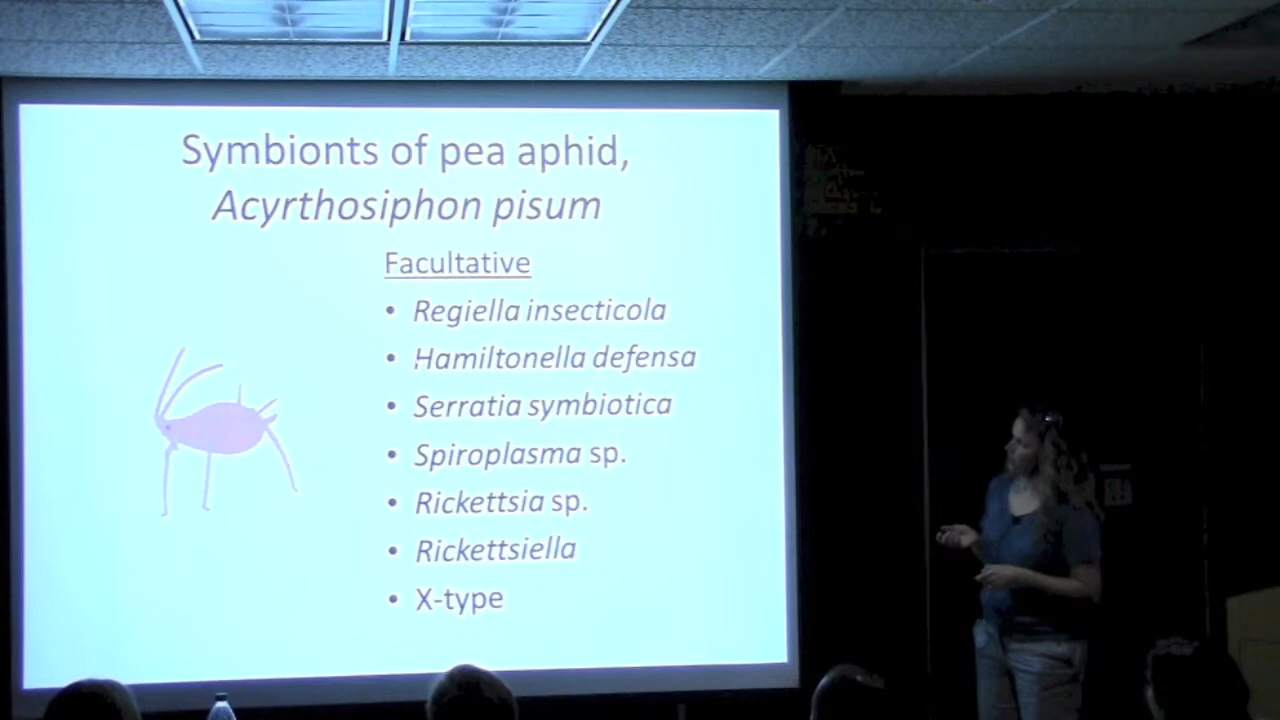 Symbionts of pea aphid,
Acyrthosiphon pisum
Facultative
• Regiella insecticola
• Hamiltonella defensa
• Serratia symbiotica
• Spiroplasma sp.
• Rickettsia sp.
• Rickettsiella
• X-type